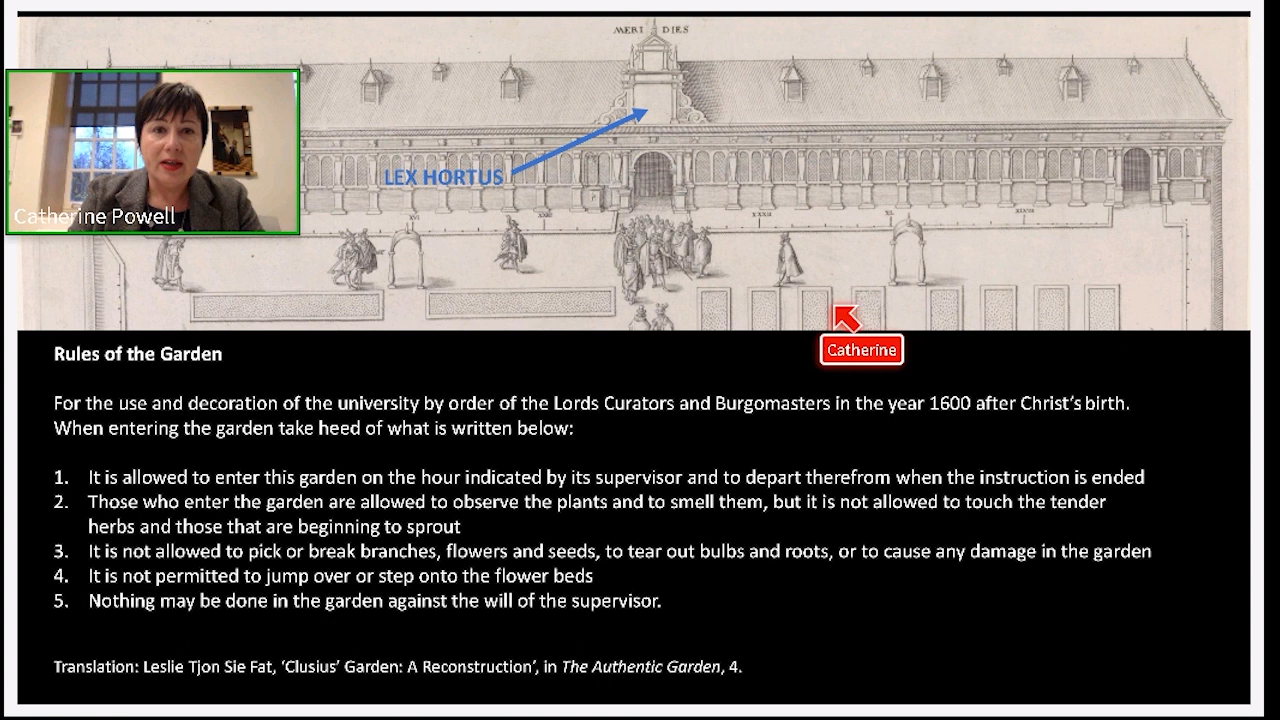 MERI DIES
LEX HORTUS
Catherine Powell
XVI
XXXII
XL
Catherine
Rules of the Garden
For the use and decoration of the university by order of the Lords Curators and Burgomasters in the year 1600 after Christ's birth.
When entering the garden take heed of what is written below:
1. It is allowed to enter this garden on the hour indicated by its supervisor and to depart therefrom when the instruction is ended
2. Those who enter the garden are allowed to observe the plants and to smell them, but it is not allowed to touch the tender
herbs and those that are beginning to sprout
3. It is not allowed to pick or break branches, flowers and seeds, to tear out bulbs and roots, or to cause any damage in the garden
4. It is not permitted to jump over or step onto the flower beds
5. Nothing may be done in the garden against the will of the supervisor.
Translation: Leslie Tjon Sie Fat, 'Clusius' Garden: A Reconstruction', in The Authentic Garden, 4.